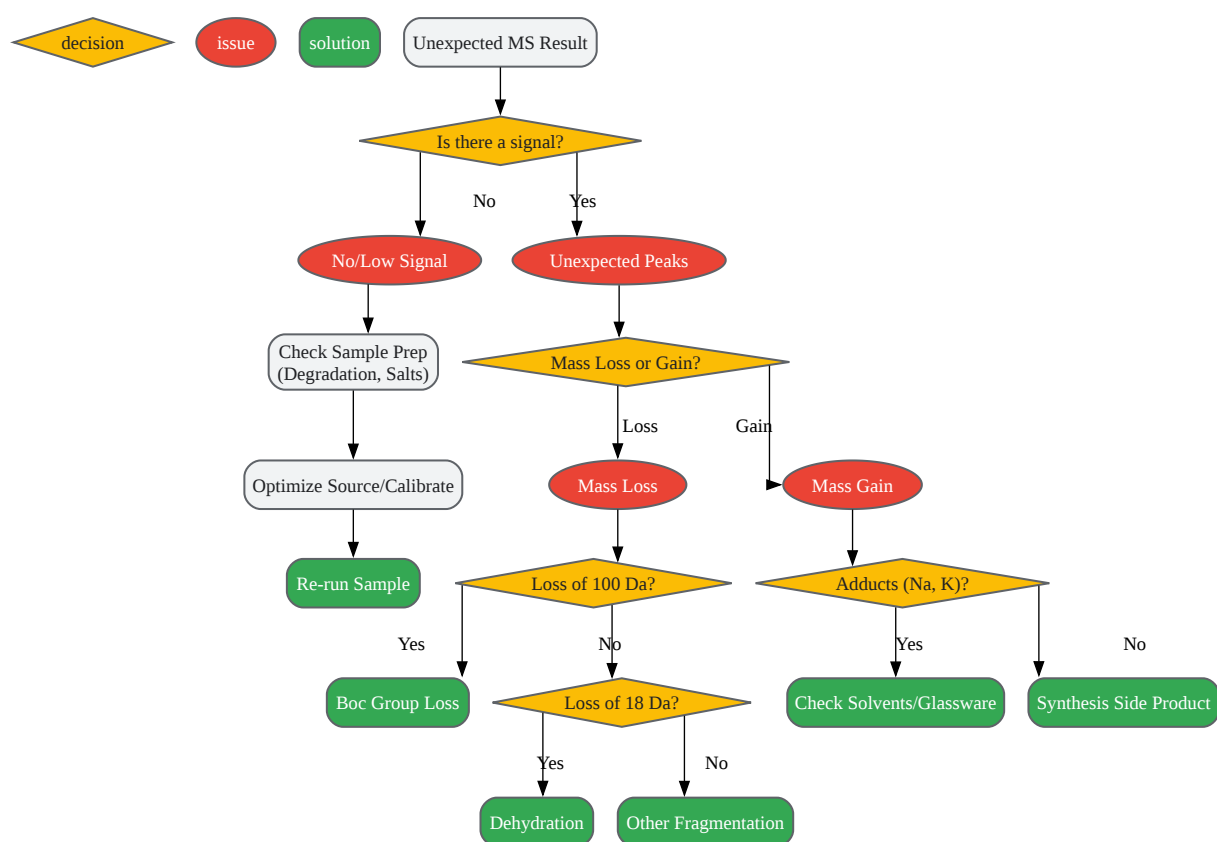 decision
issue
solution
Unexpected MS Result
Is there a signal?
No
Yes
No/Low Signal
Unexpected Peaks
Check Sample Prep
(Degradation, Salts)
Mass Loss or Gain?
Loss
Gain
Optimize Source/Calibrate
Mass Loss
Mass Gain
Re-run Sample
Loss of 100 Da?
Adducts (Na, K)?
Yes
No
Yes
No
Boc Group Loss
Loss of 18 Da?
Check Solvents/Glassware
Synthesis Side Product
Yes
No
Dehydration
Other Fragmentation